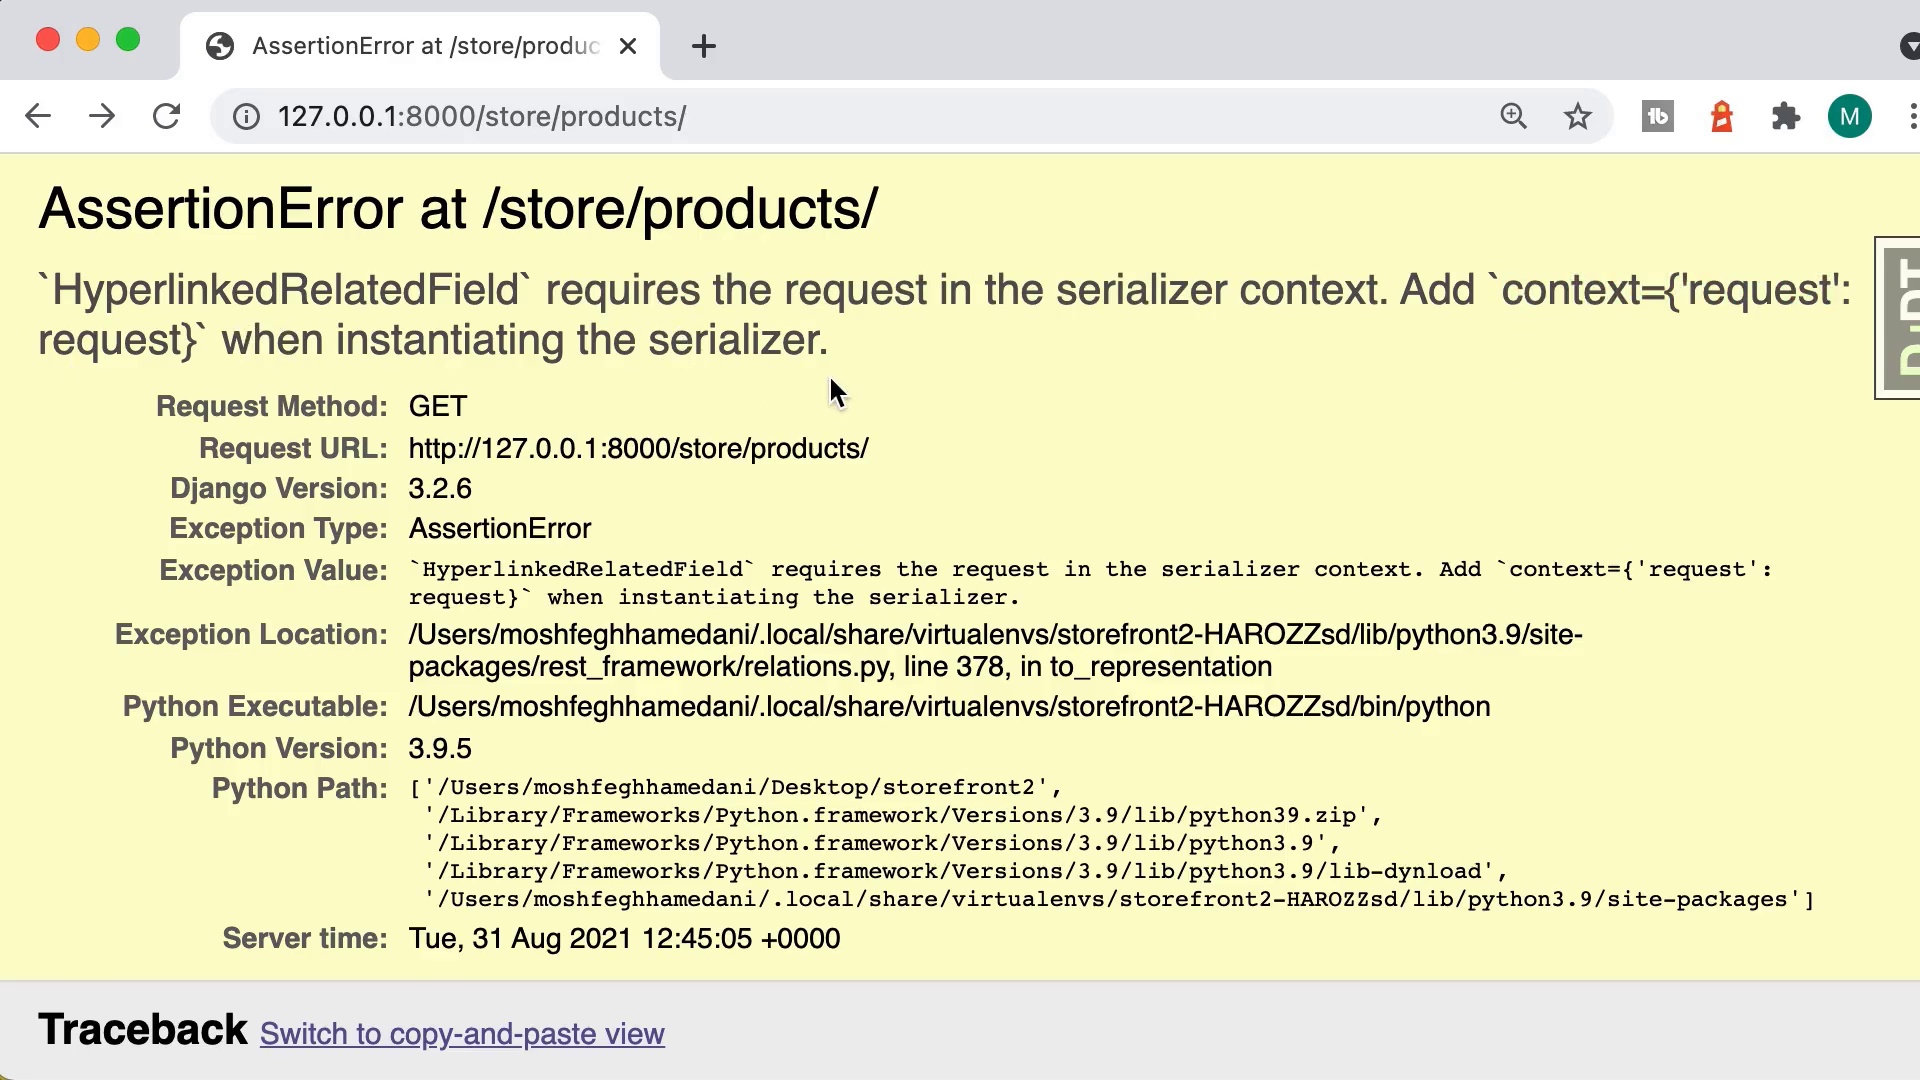 AssertionError at /store/produc
127.0.0.1:8000/store/products/
M
AssertionError at /store/products/
`HyperlinkedRelatedField` requires the request in the serializer context. Add `context={'request':
request}` when instantiating the serializer.
DjDT
Request Method: GET
Request URL: http://127.0.0.1:8000/store/products/
Django Version: 3.2.6
Exception Type: AssertionError
Exception Value: `HyperlinkedRelatedField` requires the request in the serializer context. Add `context={'request':
request}` when instantiating the serializer.
Exception Location: /Users/moshfeghhamedani/.local/share/virtualenvs/storefront2-HAROZZsd/lib/python3.9/site-
packages/rest_framework/relations.py, line 378, in to_representation
Python Executable: /Users/moshfeghhamedani/.local/share/virtualenvs/storefront2-HAROZZsd/bin/python
Python Version: 3.9.5
Python Path: ['/Users/moshfeghhamedani/Desktop/storefront2',
'/Library/Frameworks/Python.framework/Versions/3.9/lib/python39.zip',
'/Library/Frameworks/Python.framework/Versions/3.9/lib/python3.9',
'/Library/Frameworks/Python.framework/Versions/3.9/lib/python3.9/lib-dynload',
'/Users/moshfeghhamedani/.local/share/virtualenvs/storefront2-HAROZZsd/lib/python3.9/site-packages']
Server time: Tue, 31 Aug 2021 12:45:05 +0000
Traceback Switch to copy-and-paste view